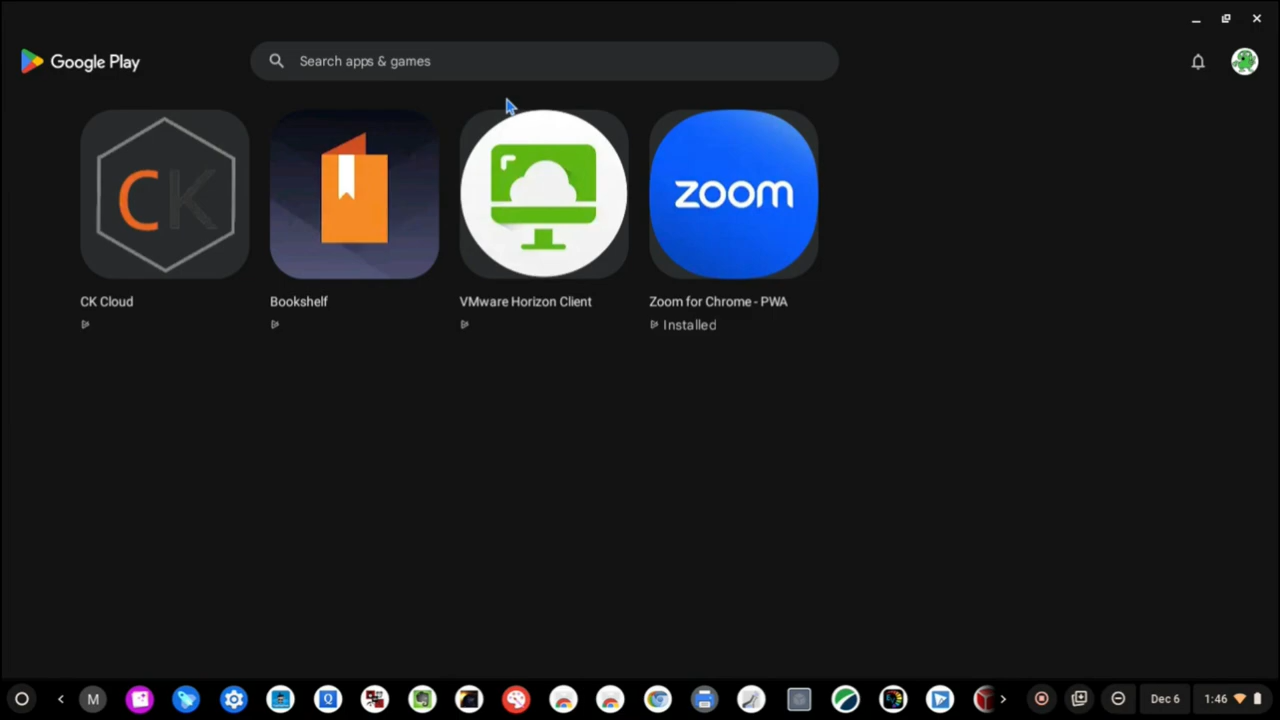 Google Play
Search apps & games
CK
zoom
CK Cloud
Bookshelf
VMware Horizon Client
Zoom for Chrome - PWA
Installed
M
Q
Dec 6
1:46